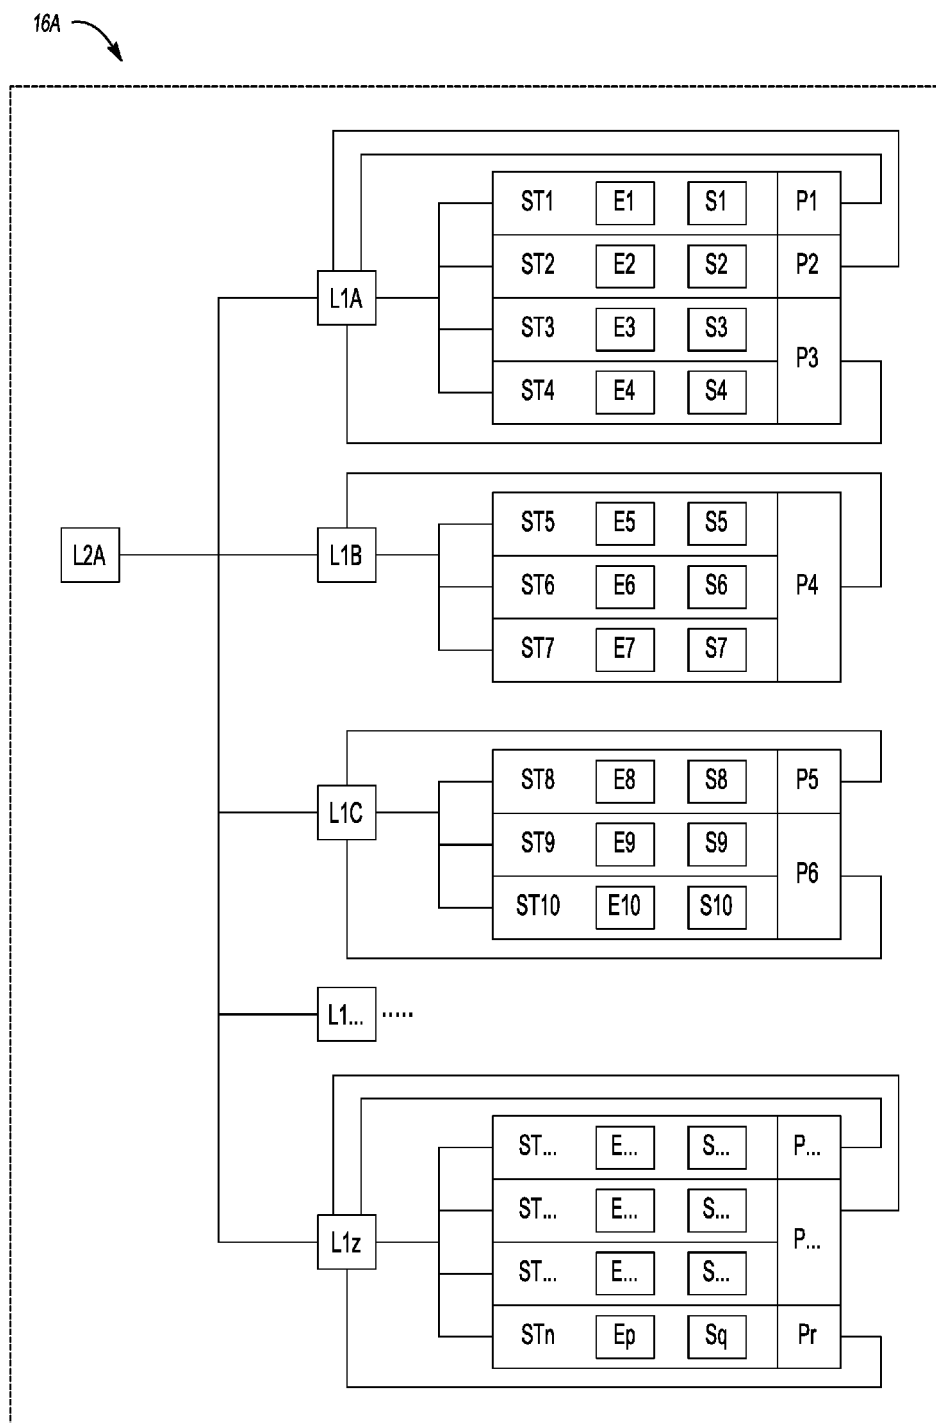 16A
ST1 E1 S1 P1
ST2 E2 S2 P2
L1A
ST3 E3 S3
P3
ST4 E4 S4
ST5 E5 S5
L2A
L1B
ST6 E6 S6 P4
ST7 E7 S7
ST8 E8 S8 P5
L1C
ST9 E9 S9
P6
ST10 E10 S10
L1... .....
ST... E... S... P...
ST... E... S...
P...
L1z
ST... E... S...
STn Ep Sq Pr